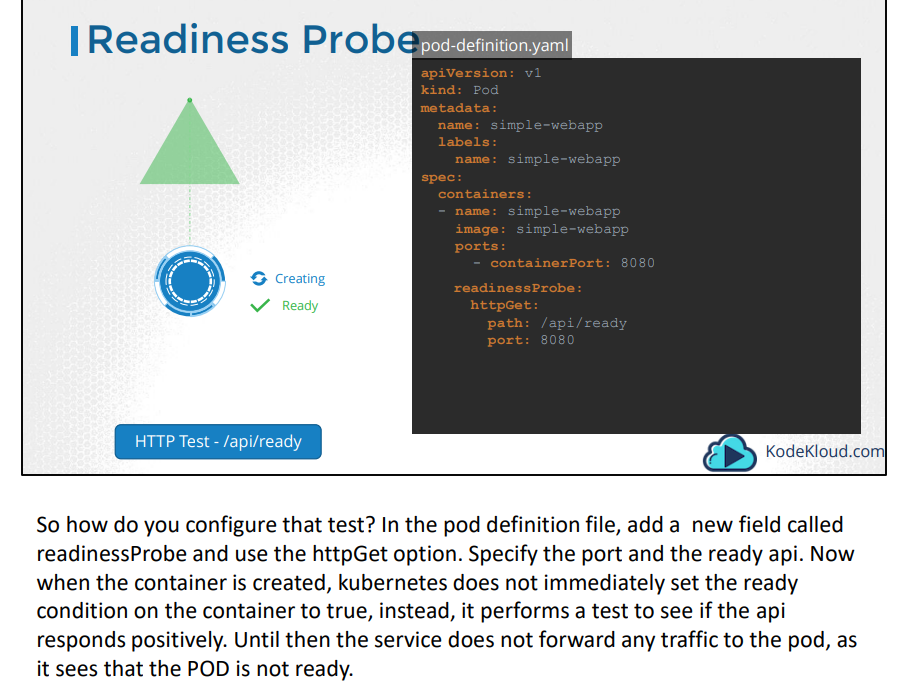 Readiness Probe
pod-definition.yaml
apiVersion: v1
kind: Pod
metadata:
  name: simple-webapp
  labels:
    name: simple-webapp
spec:
  containers:
  - name: simple-webapp
    image: simple-webapp
    ports:
      - containerPort: 8080
    readinessProbe:
      httpGet:
        path: /api/ready
        port: 8080
Creating
Ready
HTTP Test - /api/ready
KodeKloud.com
So how do you configure that test? In the pod definition file, add a  new field called
readinessProbe and use the httpGet option. Specify the port and the ready api. Now
when the container is created, kubernetes does not immediately set the ready
condition on the container to true, instead, it performs a test to see if the api
responds positively. Until then the service does not forward any traffic to the pod, as
it sees that the POD is not ready.